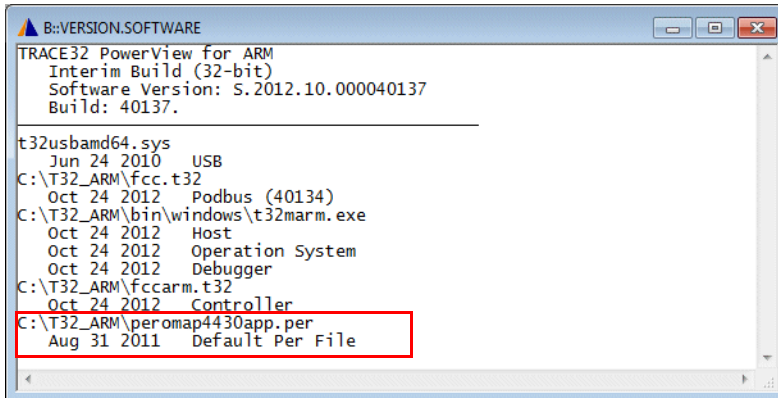 B::VERSION.SOFTWARE
TRACE32 PowerView for ARM
Interim Build (32-bit)
Software Version: S.2012.10.000040137
Build: 40137.
t32usbamd64.sys
Jun 24 2010 USB
C:\T32_ARM\fcc.t32
Oct 24 2012 Podbus (40134)
C:\T32_ARM\bin\windows\t32marm.exe
Oct 24 2012 Host
Oct 24 2012 Operation System
Oct 24 2012 Debugger
C:\T32_ARM\fccarm.t32
Oct 24 2012 Controller
C:\T32_ARM\peromap4430app.per
Aug 31 2011 Default Per File